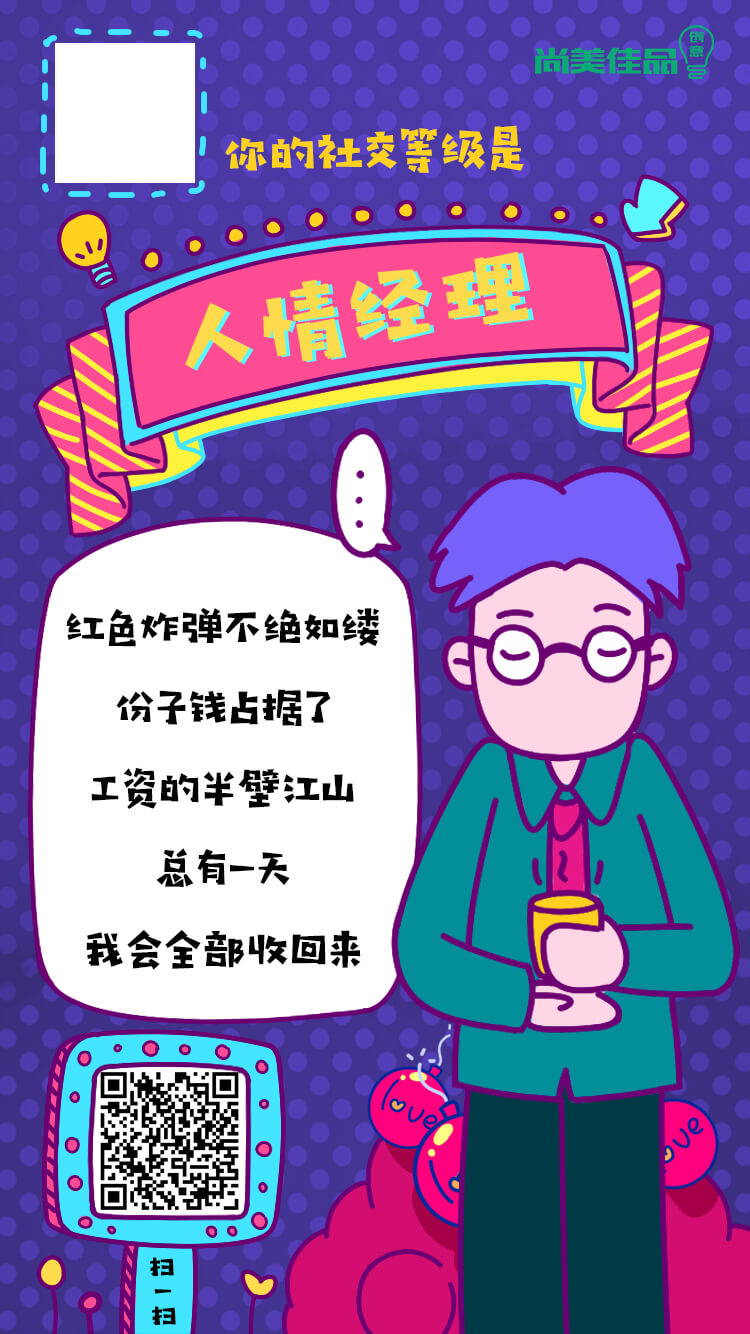 尚美佳品
创意
你的社交等级是
人情经理
红色炸弹不绝如缕
份子钱占据了
工资的半壁江山
总有一天
我会全部收回来
love
love
扫一扫